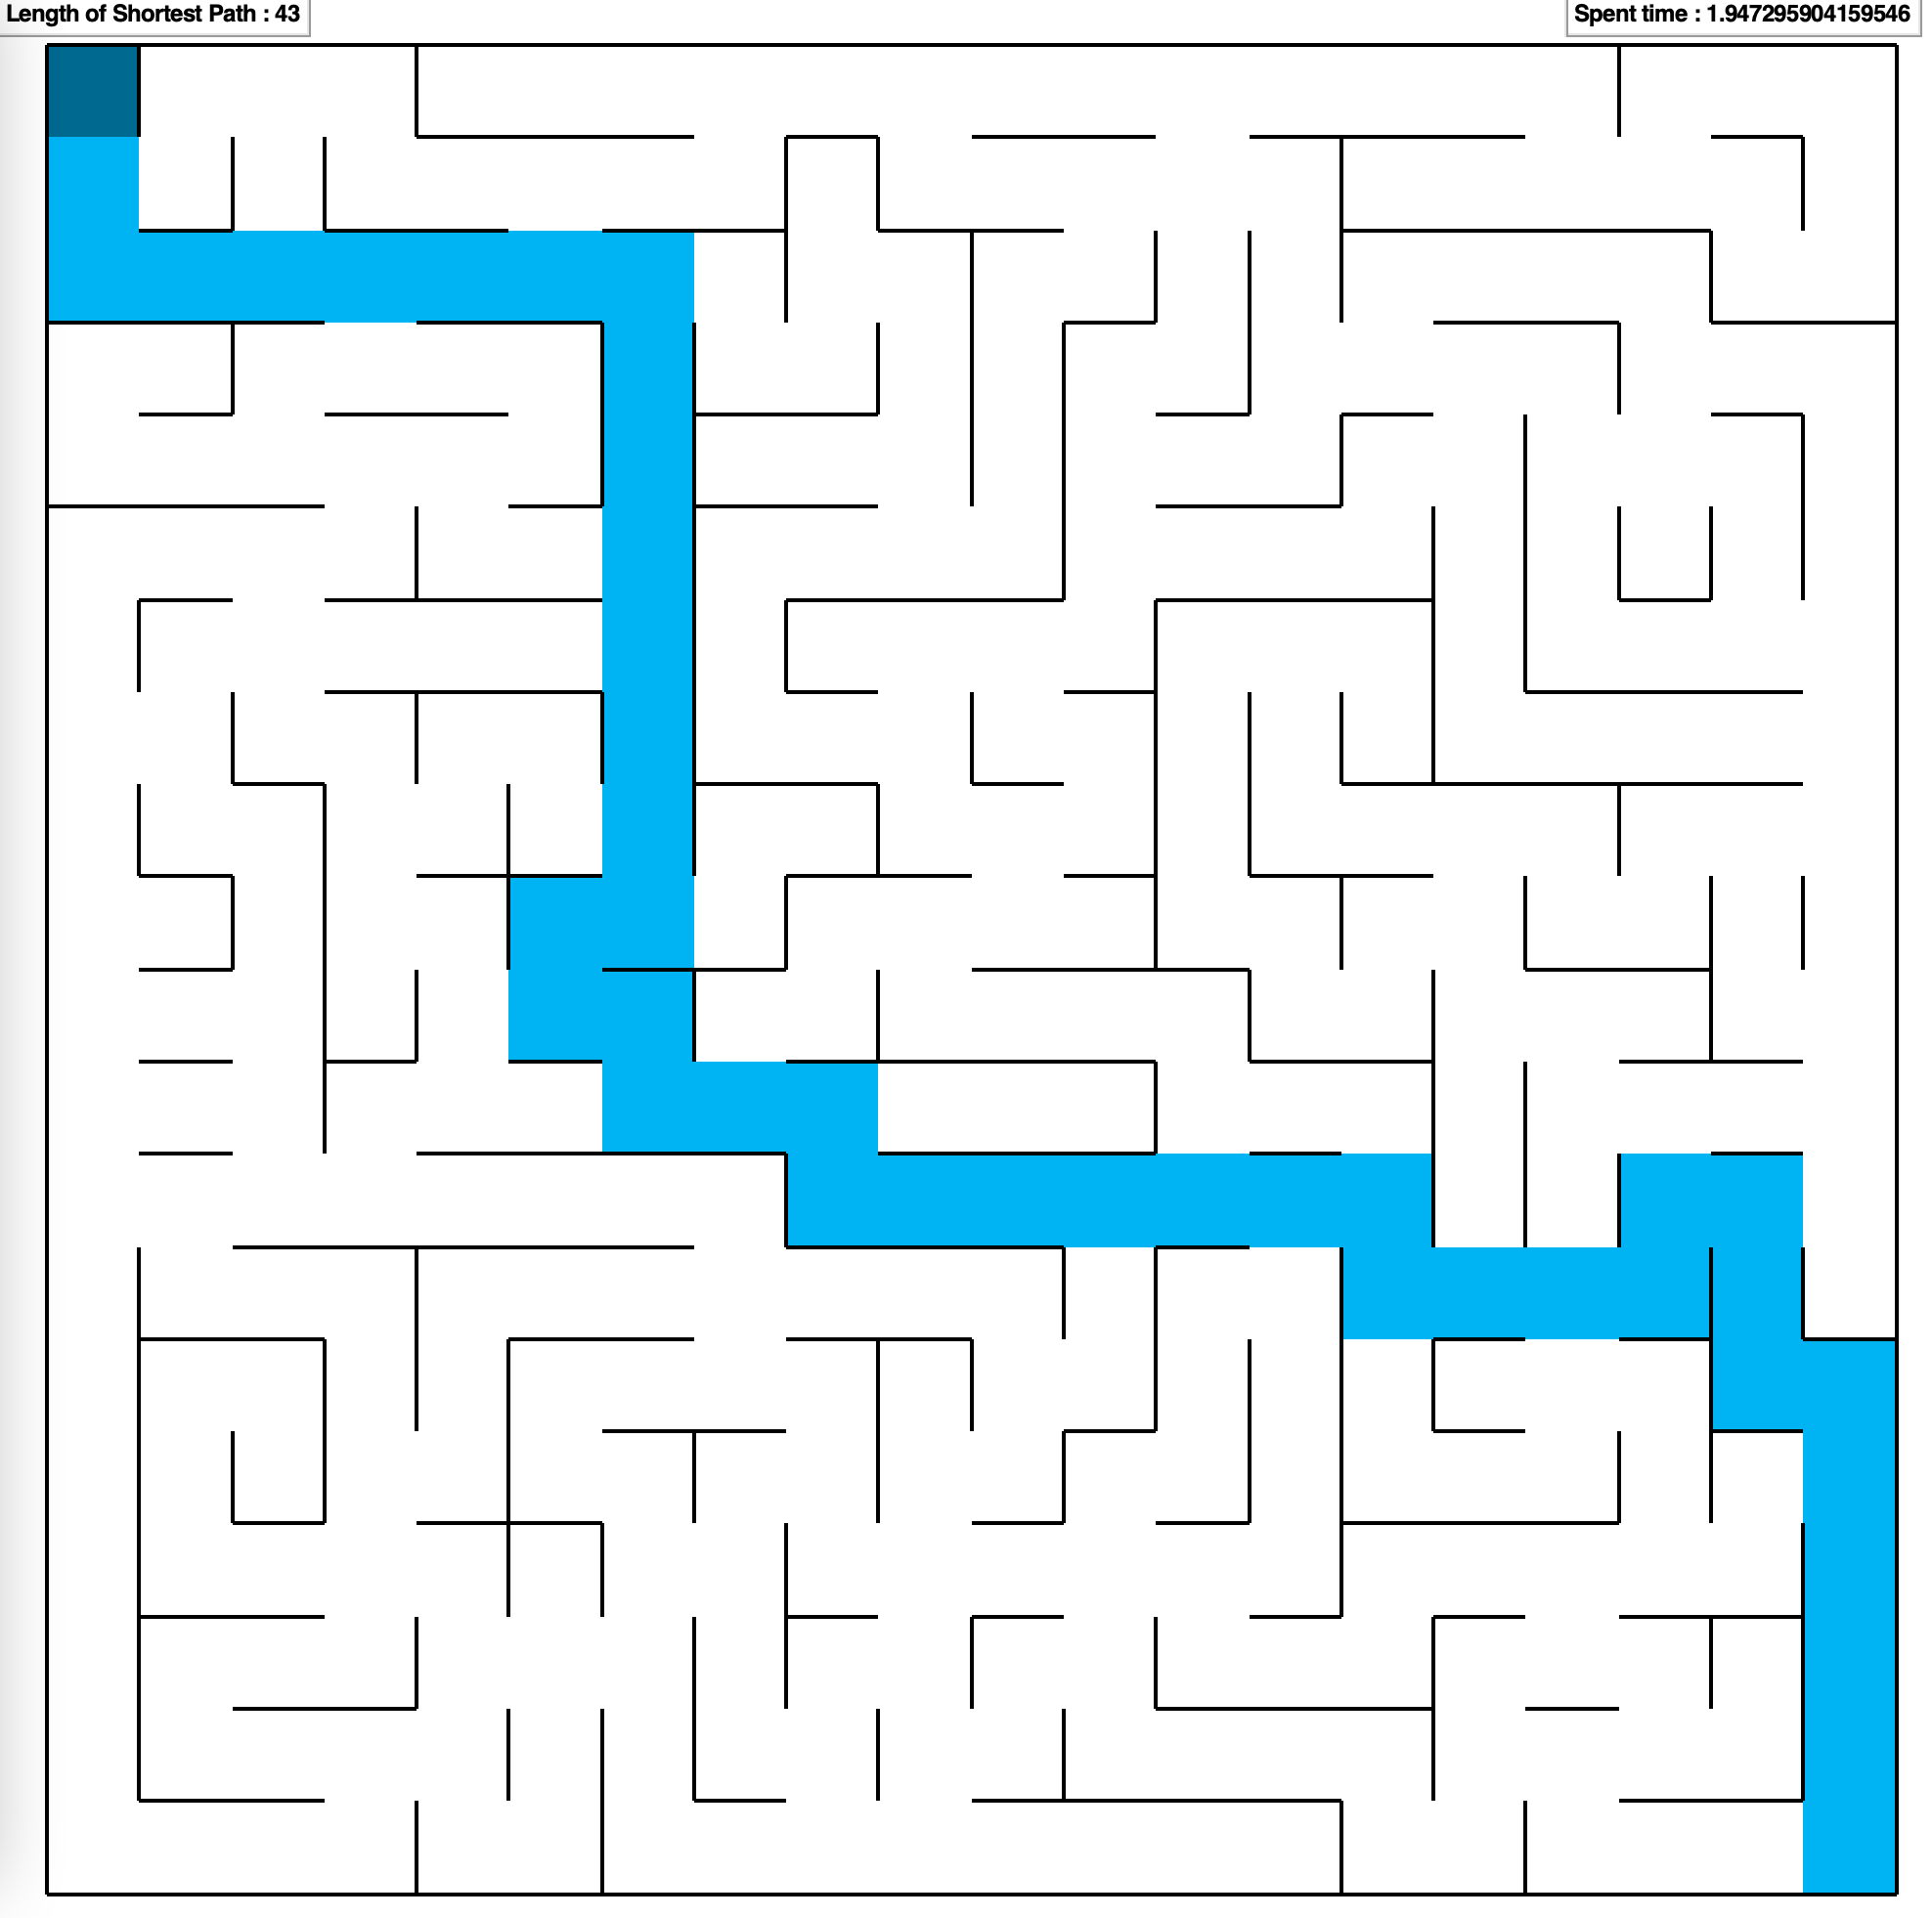 Length of Shortest Path : 43
Spent time : 1.947295904159546